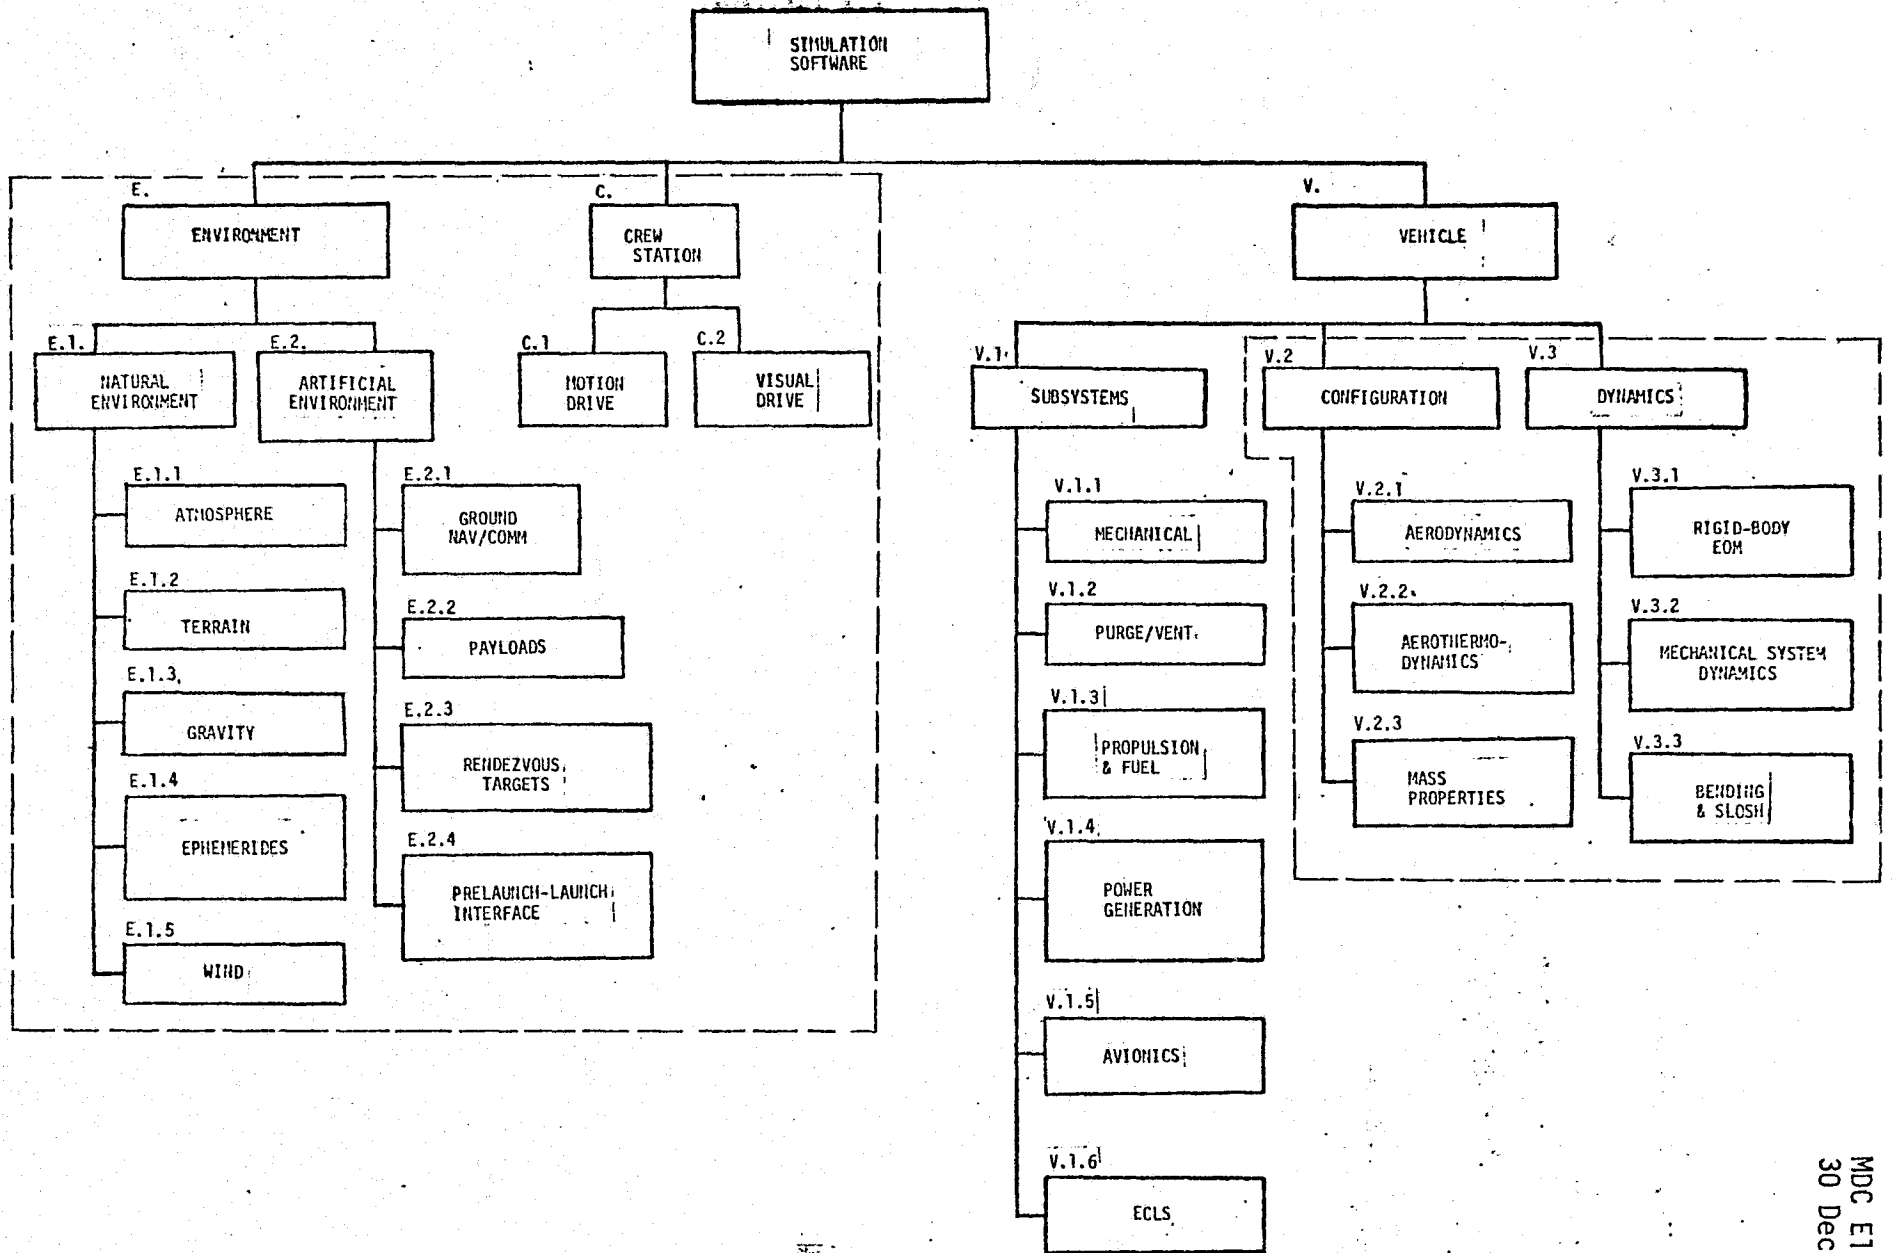 SIMULATION
SOFTWARE
E.
ENVIRONMENT
C.
CREW
STATION
V.
VEHICLE
E.1.
NATURAL
ENVIRONMENT
E.2.
ARTIFICIAL
ENVIRONMENT
C.1
MOTION
DRIVE
C.2
VISUAL
DRIVE
V.1
SUBSYSTEMS
V.2
CONFIGURATION
V.3
DYNAMICS
E.1.1
ATMOSPHERE
E.1.2
TERRAIN
E.1.3
GRAVITY
E.1.4
EPHEMERIDES
E.1.5
WIND
E.2.1
GROUND
NAV/COMM
E.2.2
PAYLOADS
E.2.3
RENDEZVOUS
TARGETS
E.2.4
PRELAUNCH-LAUNCH
INTERFACE
V.1.1
MECHANICAL
V.1.2
PURGE/VENT
V.1.3
PROPULSION
& FUEL
V.1.4
POWER
GENERATION
V.1.5
AVIONICS
V.1.6
ECLS
V.2.1
AERODYNAMICS
V.2.2
AEROTHERMO-
DYNAMICS
V.2.3
MASS
PROPERTIES
V.3.1
RIGID-BODY
EOM
V.3.2
MECHANICAL SYSTEM
DYNAMICS
V.3.3
BENDING
& SLOSH
MDC E1
30 Dec